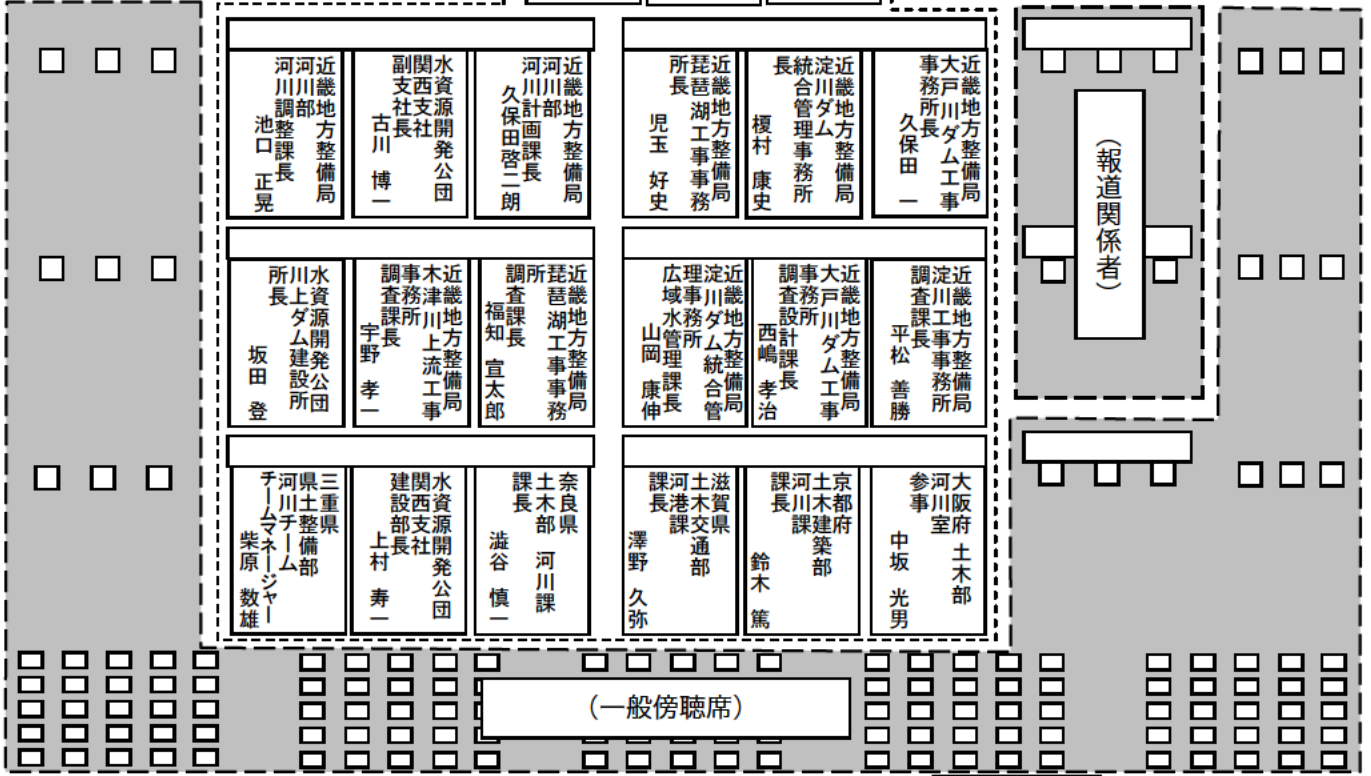 近畿地方整備局
河川部
河川調整課長
池口 正晃
水資源開発公団
関西支社
副支社長
古川 博一
近畿地方整備局
河川部
河川計画課長
久保田啓二朗
近畿地方整備局
琵琶湖工事事務
所長
児玉 好史
近畿地方整備局
淀川ダム
統合管理事務所
長
榎村 康史
近畿地方整備局
大戸川ダム工事
事務所長
久保田 一
(報道関係者)
水資源開発公団
川上ダム建設所
所長
坂田 登
近畿地方整備局
木津川上流工事
事務所
調査課長
宇野 孝一
近畿地方整備局
琵琶湖工事事務
所
調査課長
福知 宣太郎
近畿地方整備局
淀川ダム統合管
理事務所
広域水管理課長
山岡 康伸
近畿地方整備局
大戸川ダム工事
事務所
調査設計課長
西嶋 孝治
近畿地方整備局
淀川工事事務所
調査課長
平松 善勝
三重県
県土整備部
河川チーム
チームマネージャー
柴原 数雄
水資源開発公団
関西支社
建設部長
上村 寿一
奈良県
土木部 河川課
課長
澁谷 慎一
滋賀県
土木交通部
河港課
課長
澤野 久弥
京都府
土木建築部
河川課
課長
鈴木 篤
大阪府 土木部
河川室
参事
中坂 光男
(一般傍聴席)